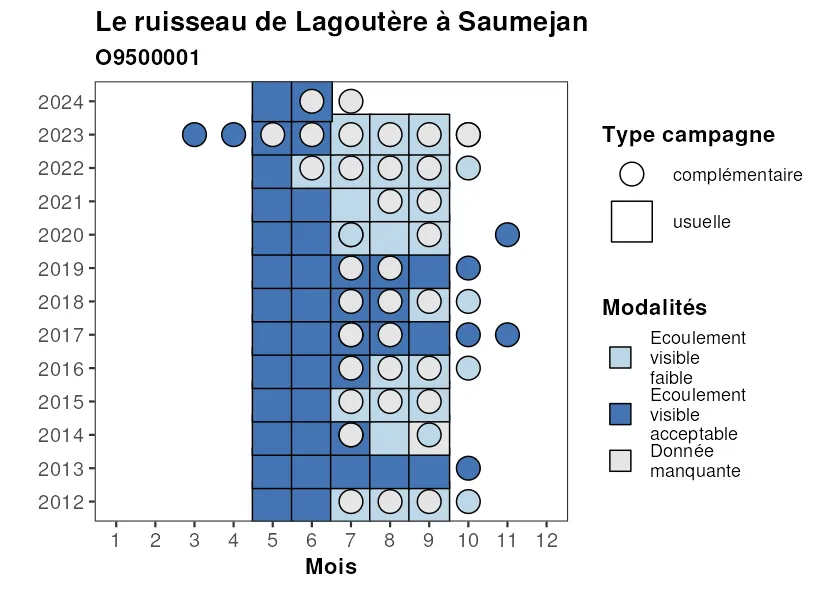 Le ruisseau de Lagoutère à Saumejan
O9500001
2024
2023
2022
2021
2020
2019
2018
2017
2016
2015
2014
2013
2012
1 2 3 4 5 6 7 8 9 10 11 12
Mois
Type campagne
complémentaire
usuelle
Modalités
Ecoulement
visible
faible
Ecoulement
visible
acceptable
Donnée
manquante